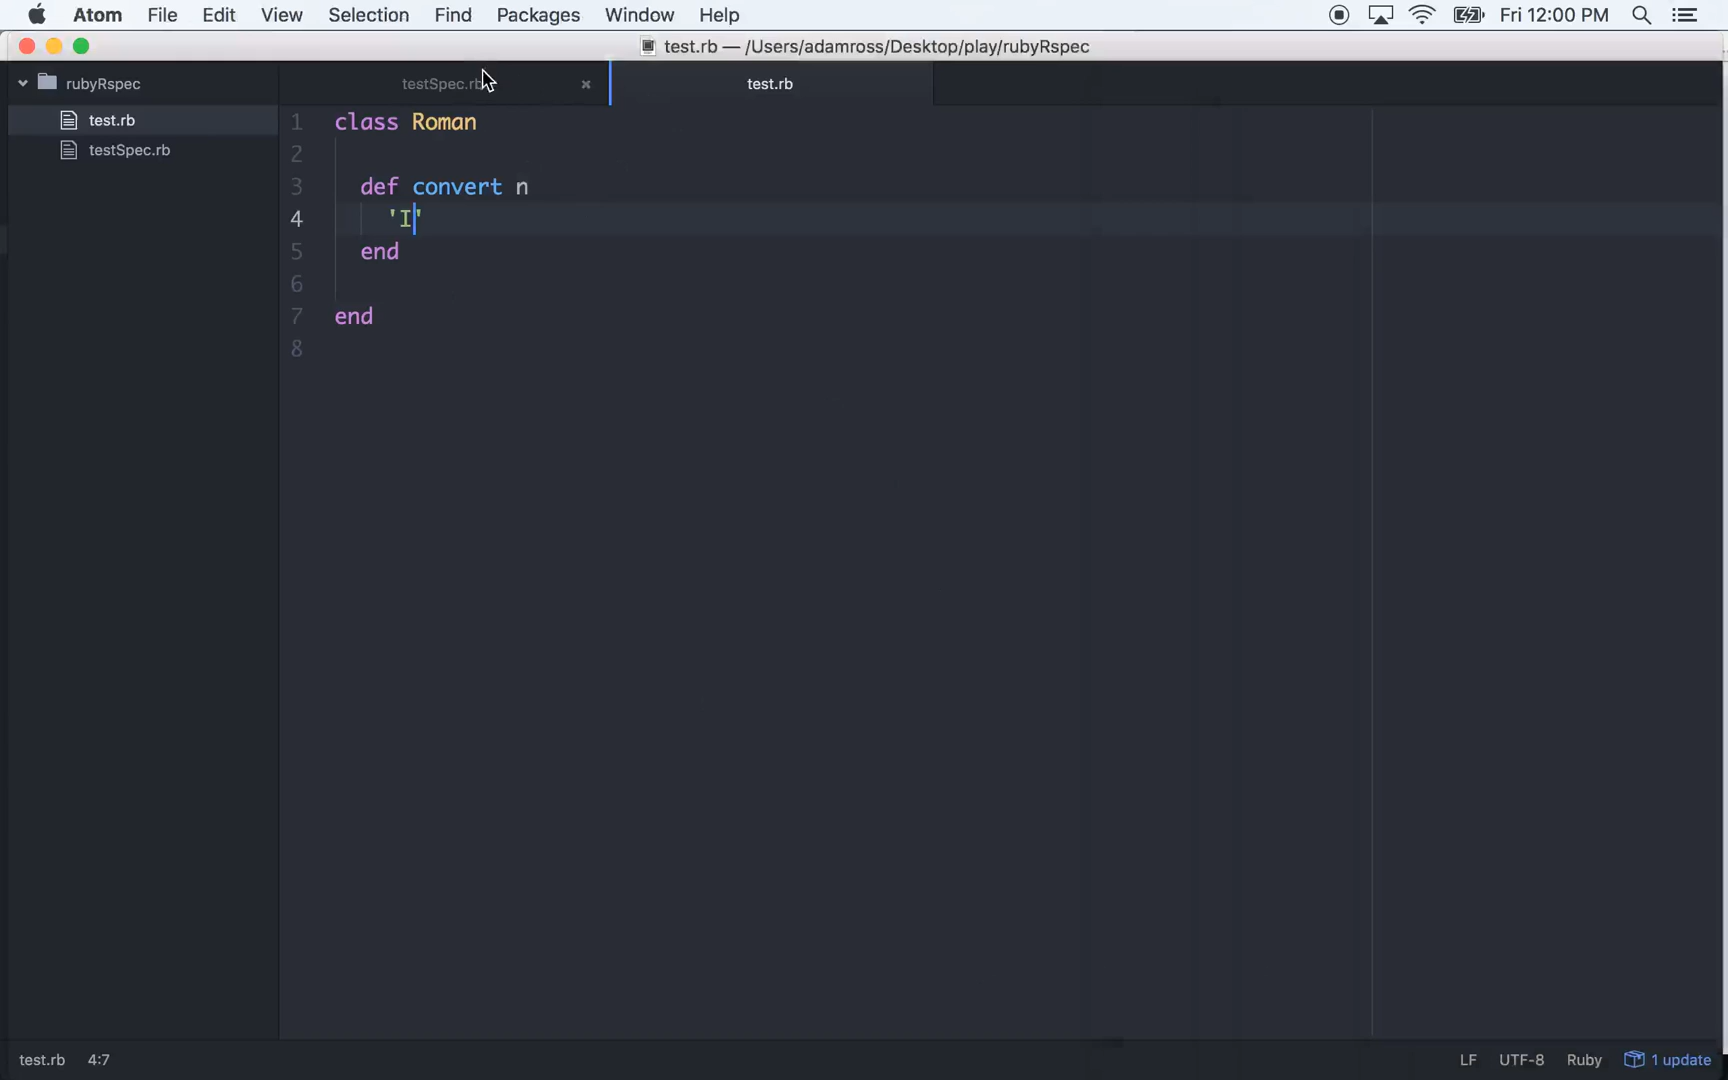 Atom File Edit View Selection Find Packages Window Help Fri 12:00 PM
test.rb — /Users/adamross/Desktop/play/rubyRspec
rubyRspec
test.rb
testSpec.rb
testSpec.rb × test.rb
1 class Roman
2
3 def convert n
4 'I'
5 end
6
7 end
8
test.rb 4:7 LF UTF-8 Ruby 1 update